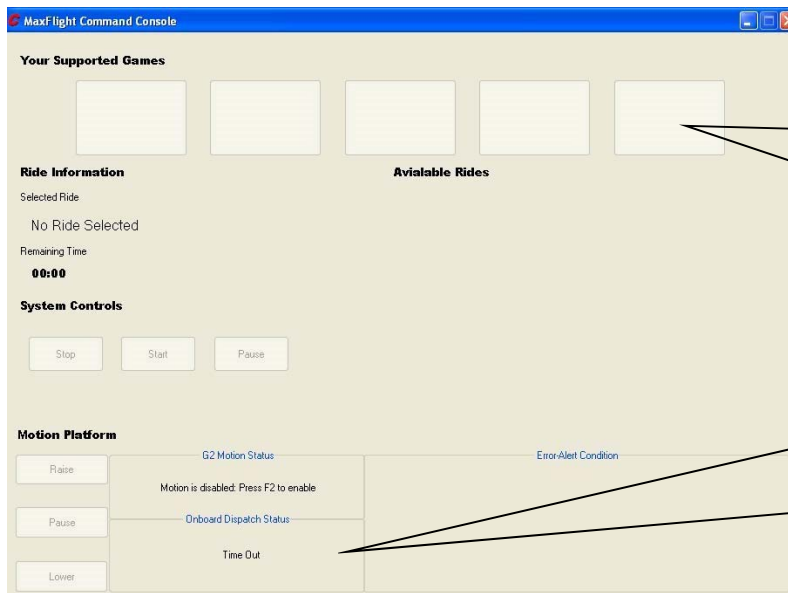 MaxFlight Command Console
Your Supported Games
Ride Information
Avialable Rides
Selected Ride
No Ride Selected
Remaining Time
00:00
System Controls
Stop
Start
Pause
Motion Platform
G2 Motion Status
Error-Alert Condition
Raise
Motion is disabled: Press F2 to enable
Pause
Onboard Dispatch Status
Time Out
Lower